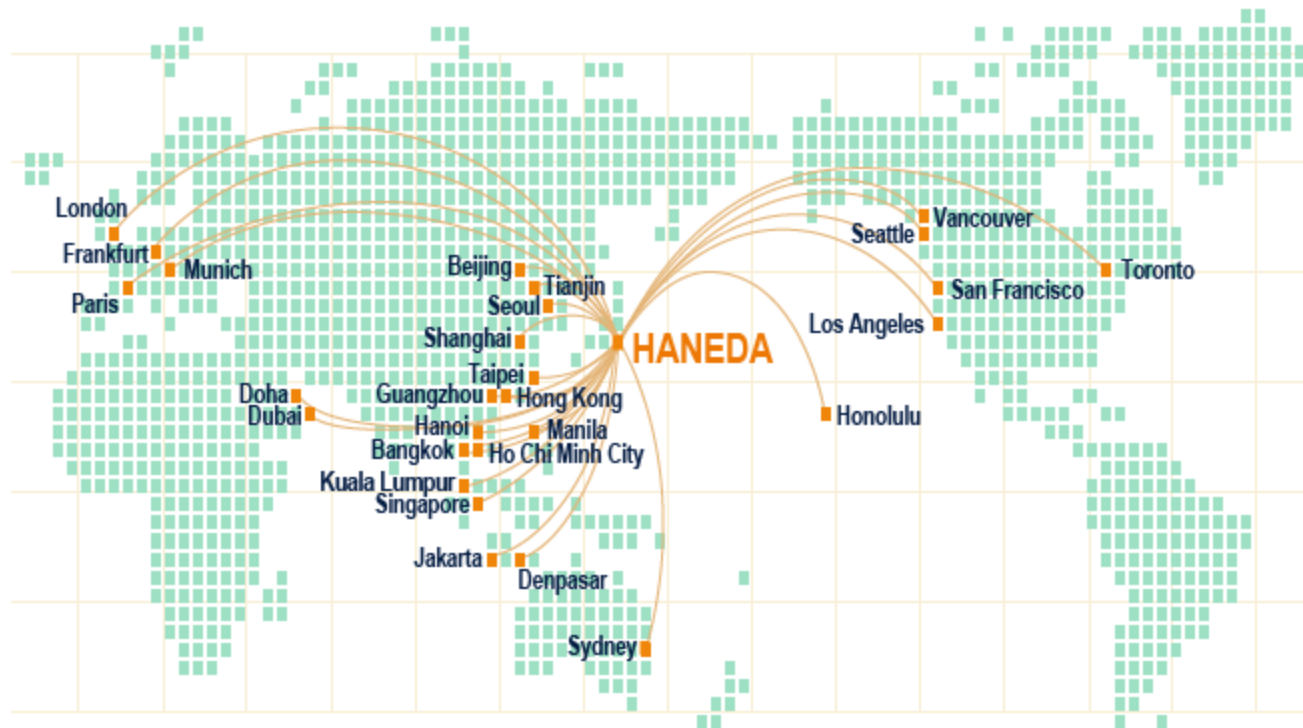 London
Frankfurt
Munich
Paris
Beijing
Tianjin
Seoul
Shanghai
HANEDA
Taipei
Guangzhou
Hong Kong
Doha
Dubai
Hanoi
Manila
Bangkok
Ho Chi Minh City
Kuala Lumpur
Singapore
Jakarta
Denpasar
Sydney
Vancouver
Seattle
Toronto
San Francisco
Los Angeles
Honolulu